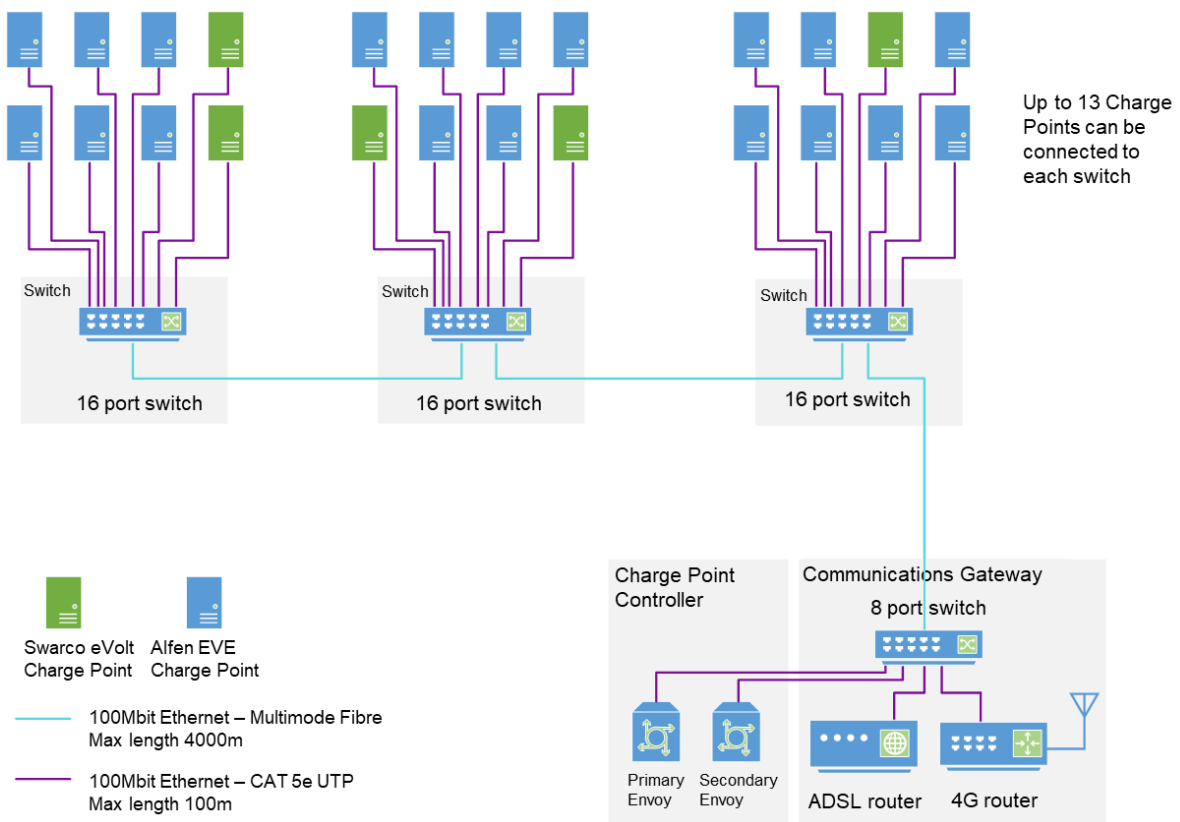 Up to 13 Charge
Points can be
connected to
each switch
Switch
Switch
Switch
16 port switch
16 port switch
16 port switch
Charge Point
Controller
Communications Gateway
8 port switch
Swarco eVolt
Charge Point
Alfen EVE
Charge Point
100Mbit Ethernet – Multimode Fibre
Max length 4000m
100Mbit Ethernet – CAT 5e UTP
Max length 100m
Primary
Envoy
Secondary
Envoy
ADSL router
4G router